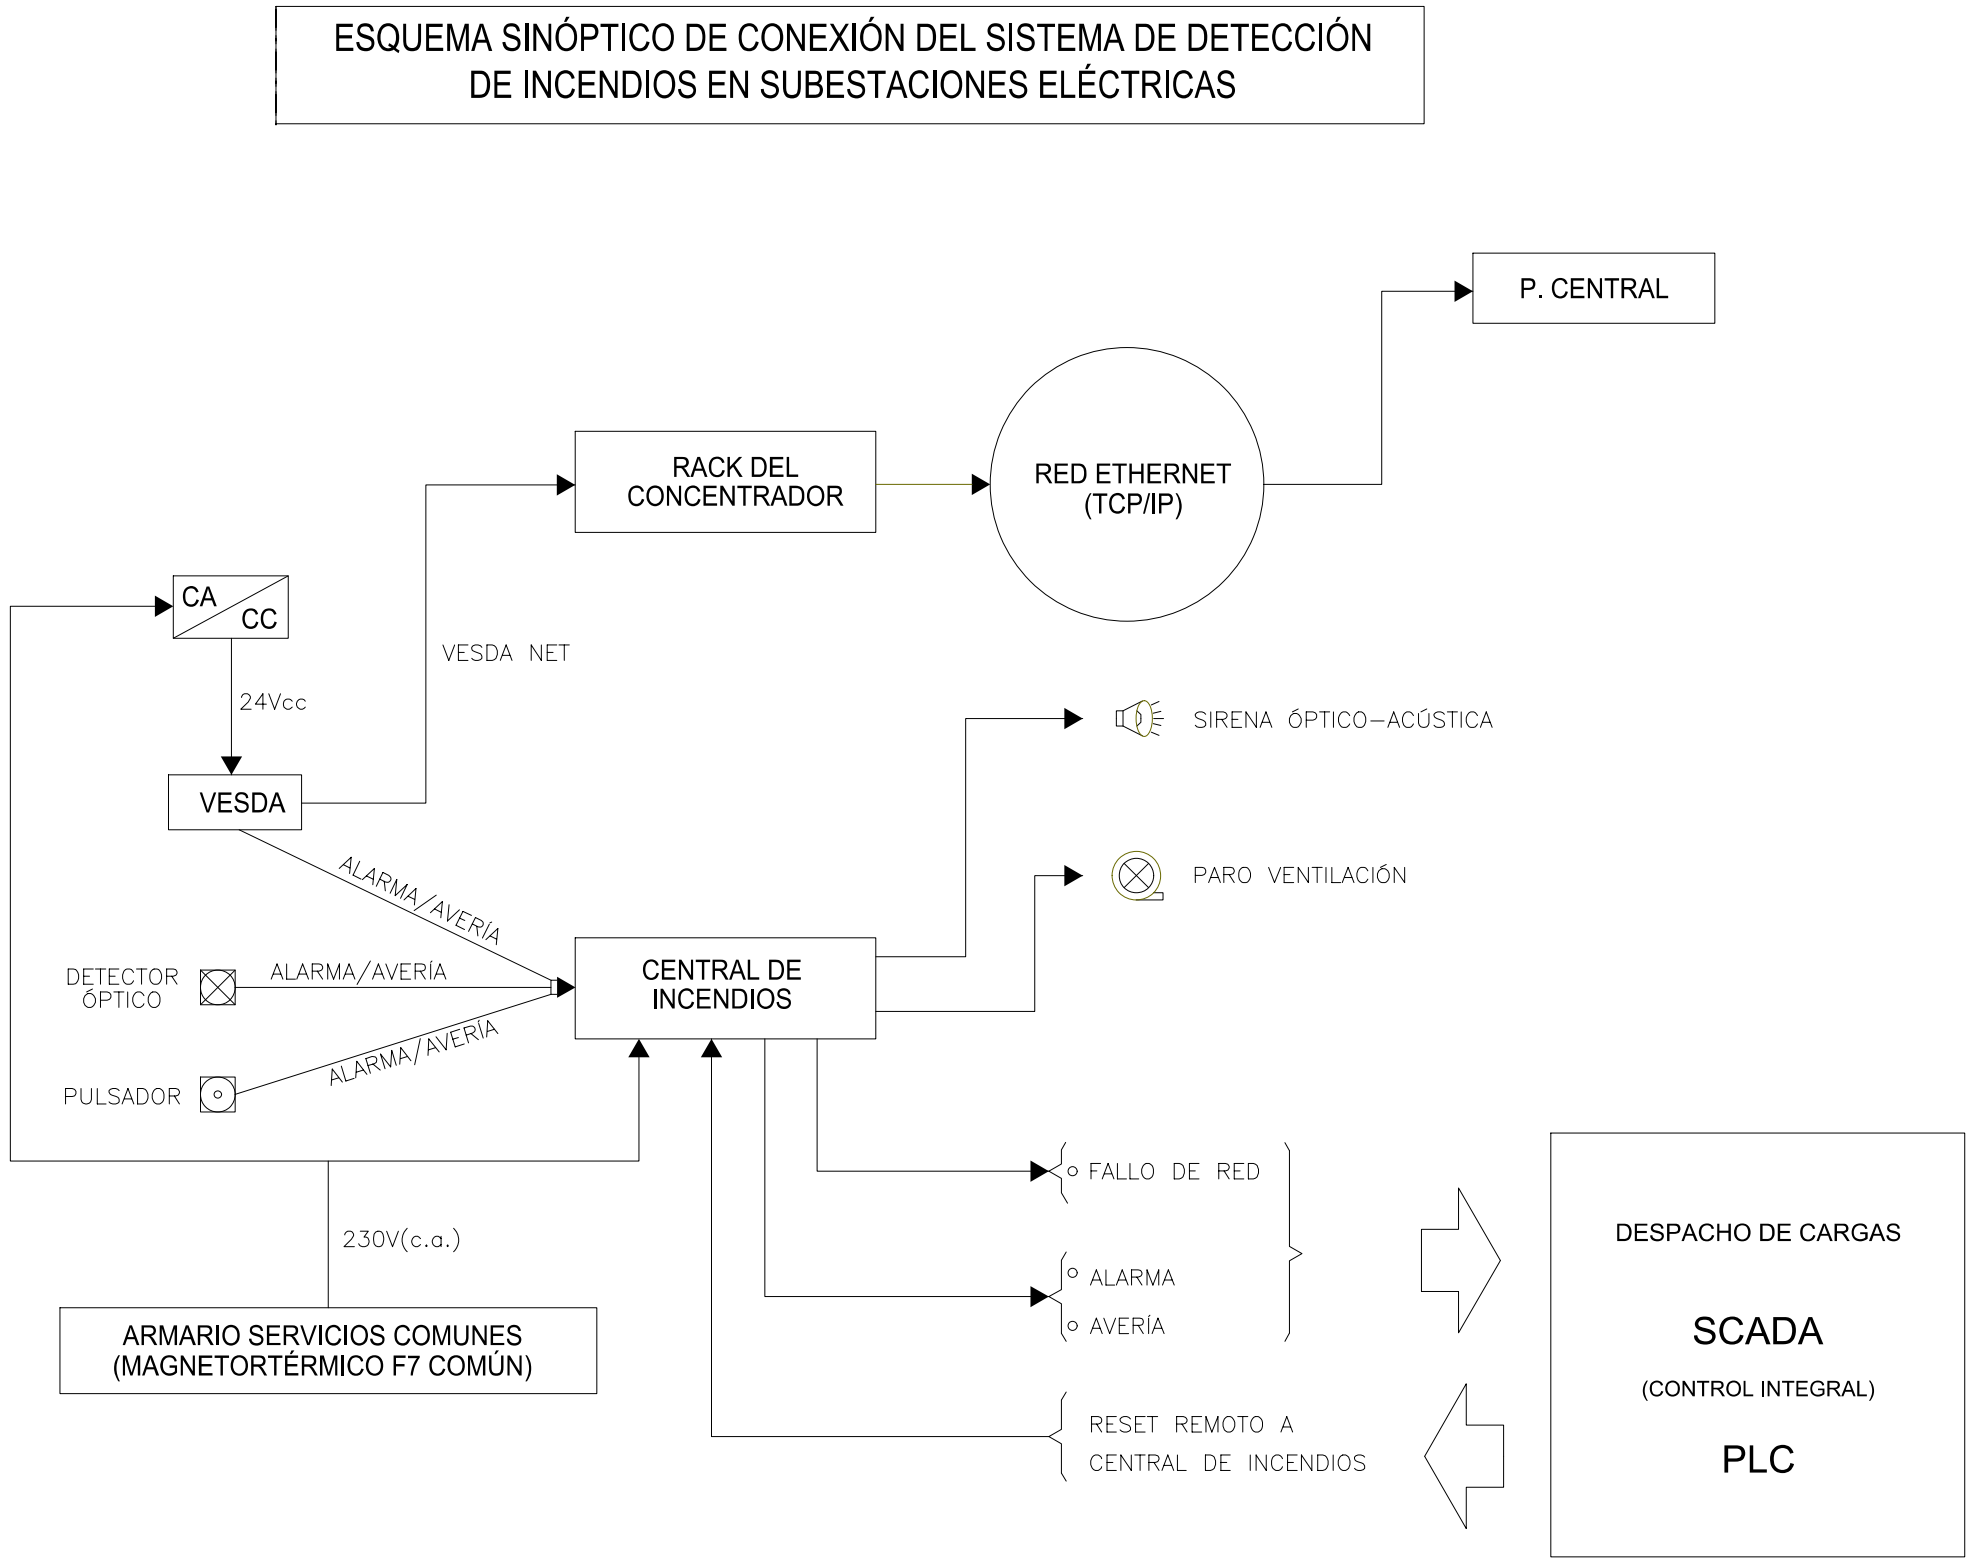 ESQUEMA SINÓPTICO DE CONEXIÓN DEL SISTEMA DE DETECCIÓN
DE INCENDIOS EN SUBESTACIONES ELÉCTRICAS
P. CENTRAL
RACK DEL
CONCENTRADOR
RED ETHERNET
(TCP/IP)
CA
CC
VESDA NET
24Vcc
SIRENA ÓPTICO-ACÚSTICA
VESDA
ALARMA/AVERÍA
PARO VENTILACIÓN
DETECTOR
ÓPTICO
ALARMA/AVERÍA
CENTRAL DE
INCENDIOS
PULSADOR
ALARMA/AVERÍA
FALLO DE RED
230V(c.a.)
ALARMA
AVERÍA
DESPACHO DE CARGAS
SCADA
(CONTROL INTEGRAL)
PLC
ARMARIO SERVICIOS COMUNES
(MAGNETORTÉRMICO F7 COMÚN)
RESET REMOTO A
CENTRAL DE INCENDIOS